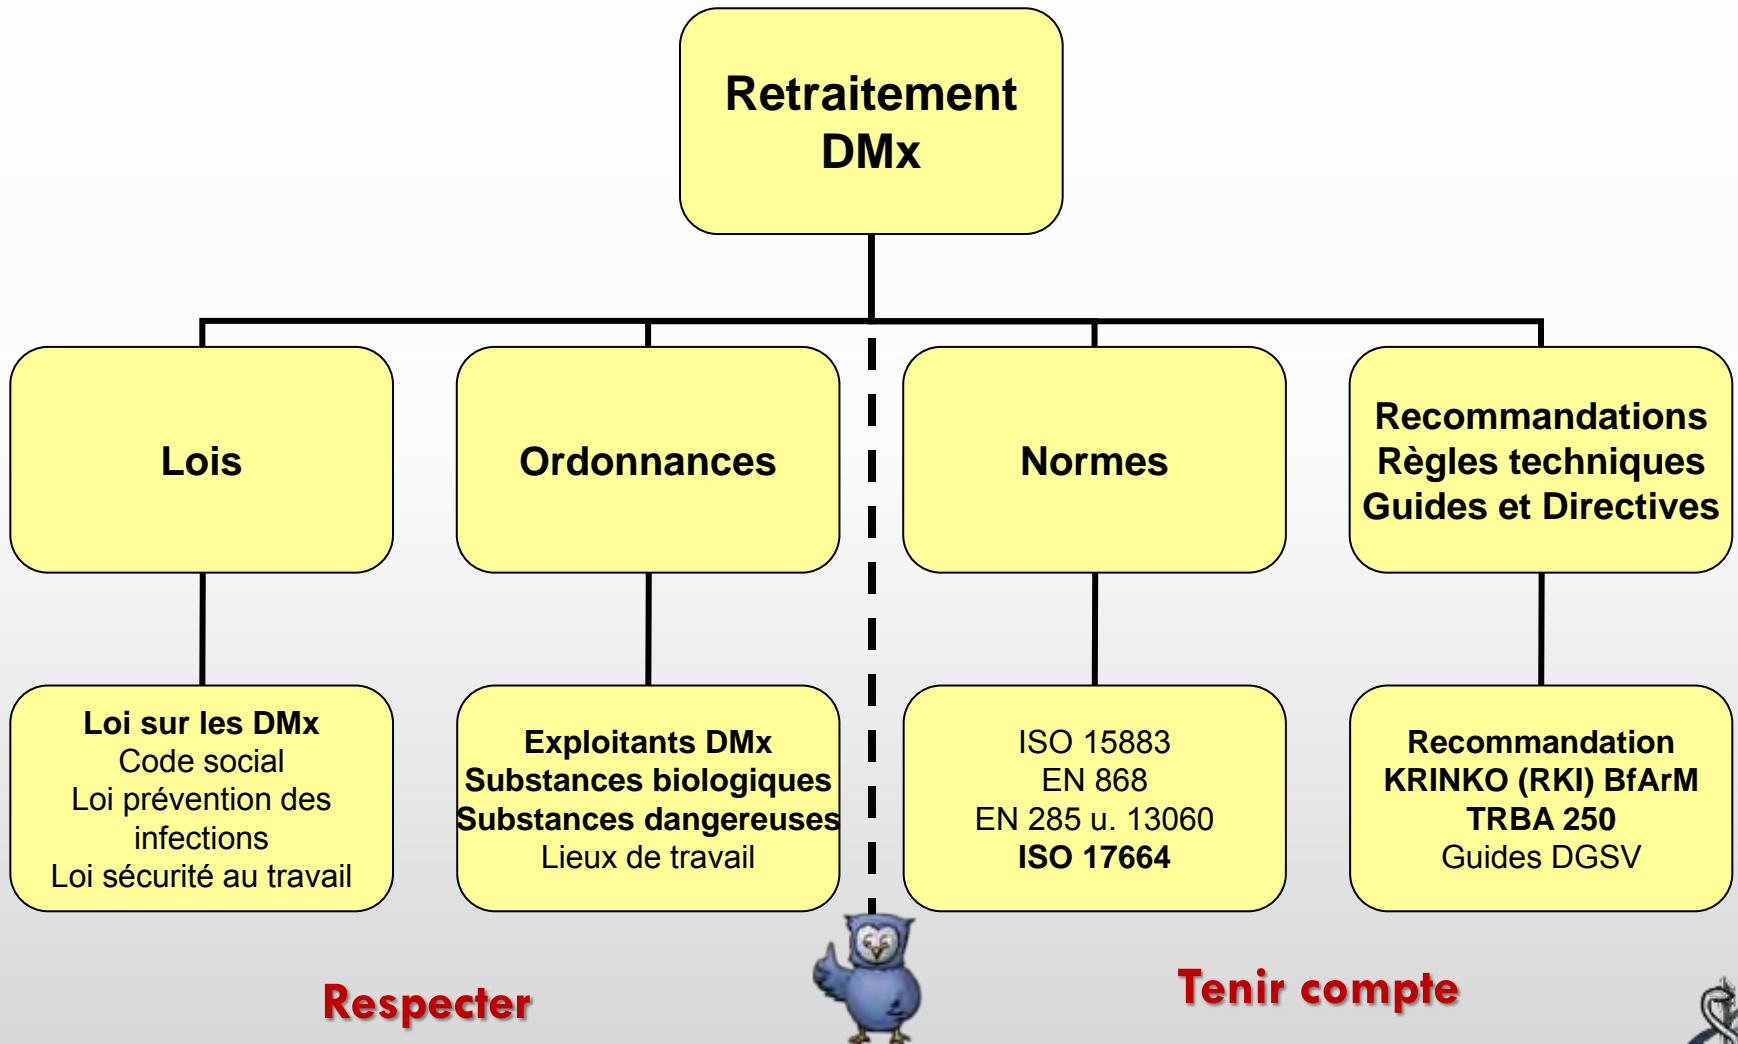 Retraitement
DMx
Lois
Ordonnances
Normes
Recommandations
Règles techniques
Guides et Directives
Loi sur les DMx
Code social
Loi prévention des
infections
Loi sécurité au travail
Exploitants DMx
Substances biologiques
Substances dangereuses
Lieux de travail
ISO 15883
EN 868
EN 285 u. 13060
ISO 17664
Recommandation
KRINKO (RKI) BfArM
TRBA 250
Guides DGSV
Respecter
Tenir compte